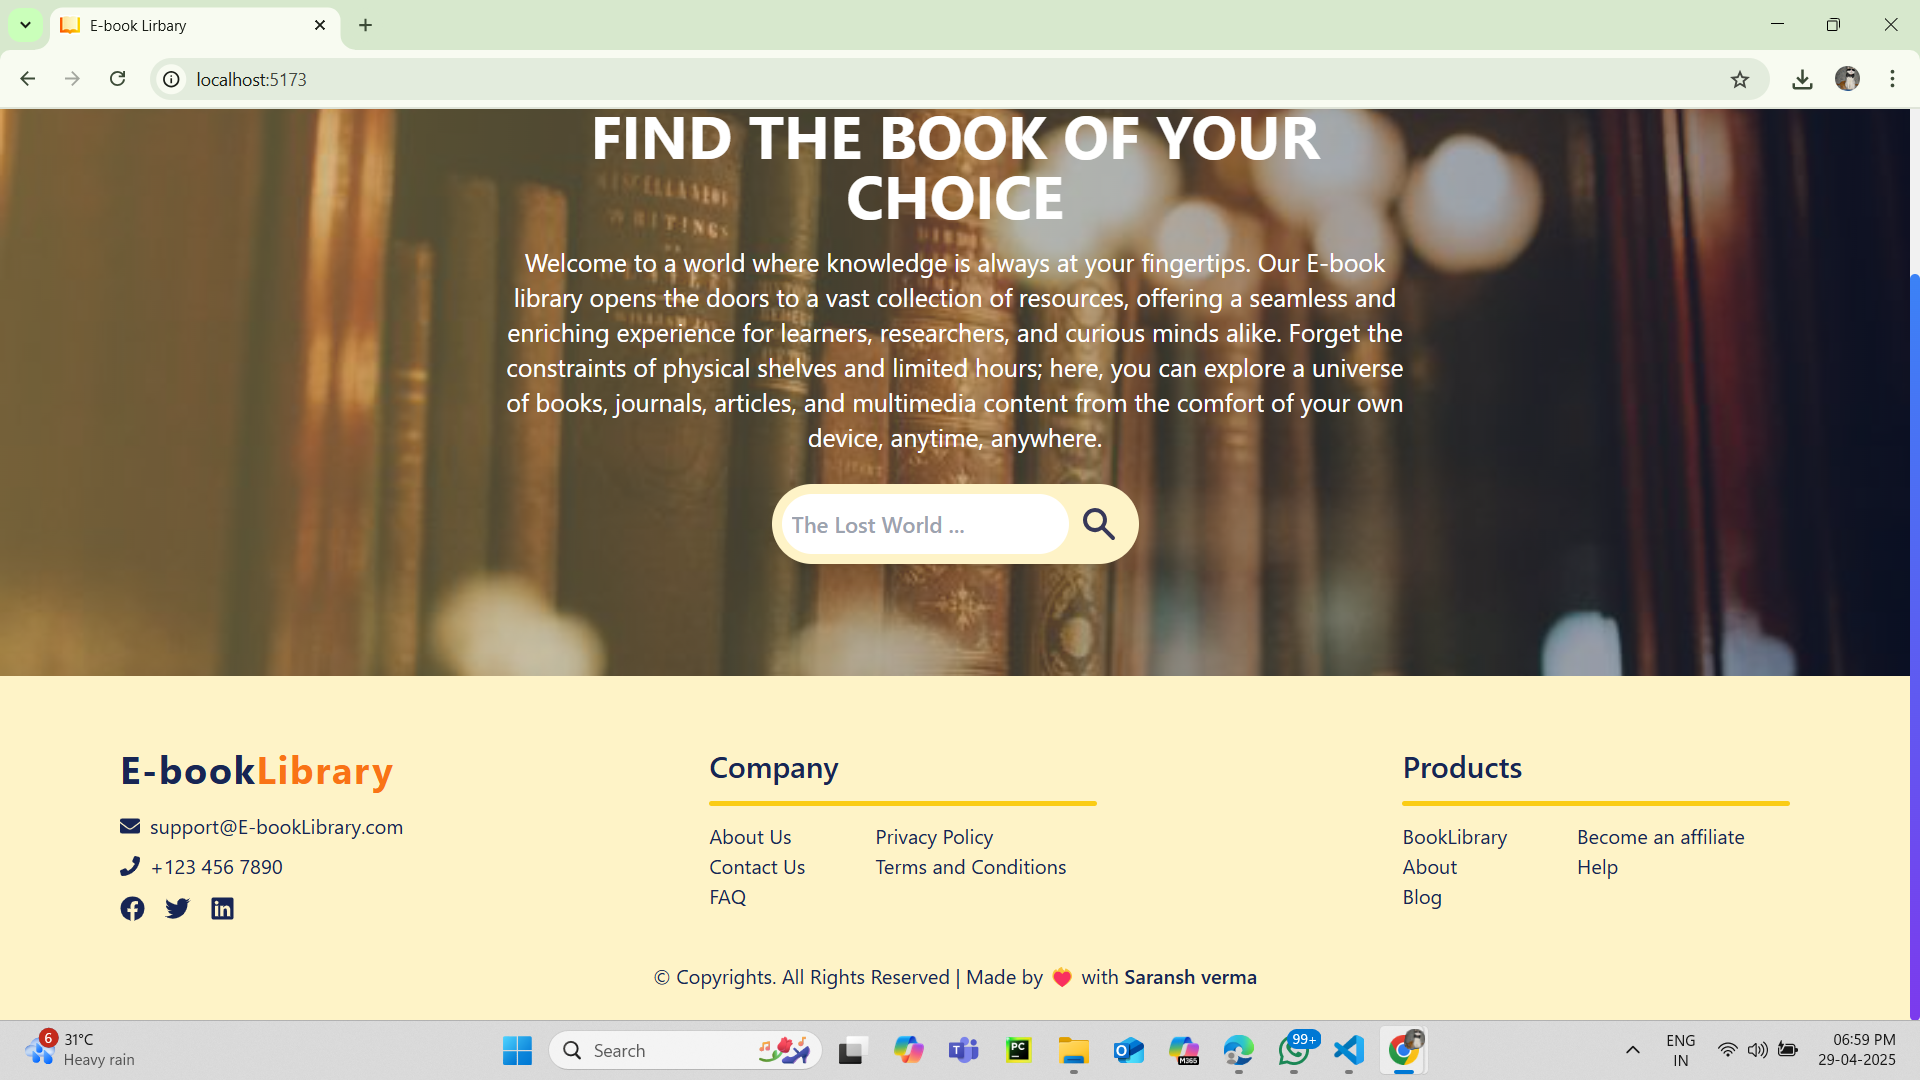 E-book Lirbary
localhost:5173
FIND THE BOOK OF YOUR
CHOICE
Welcome to a world where knowledge is always at your fingertips. Our E-book
library opens the doors to a vast collection of resources, offering a seamless and
enriching experience for learners, researchers, and curious minds alike. Forget the
constraints of physical shelves and limited hours; here, you can explore a universe
of books, journals, articles, and multimedia content from the comfort of your own
device, anytime, anywhere.
The Lost World ...
WRITINGS
E-bookLibrary
support@E-bookLibrary.com
+123 456 7890
Company
About Us
Contact Us
FAQ
Privacy Policy
Terms and Conditions
Products
BookLibrary
About
Blog
Become an affiliate
Help
© Copyrights. All Rights Reserved | Made by ❤️ with Saransh verma
6
31°C
Heavy rain
Search
PC
M365
99+
ENG
IN
06:59 PM
29-04-2025